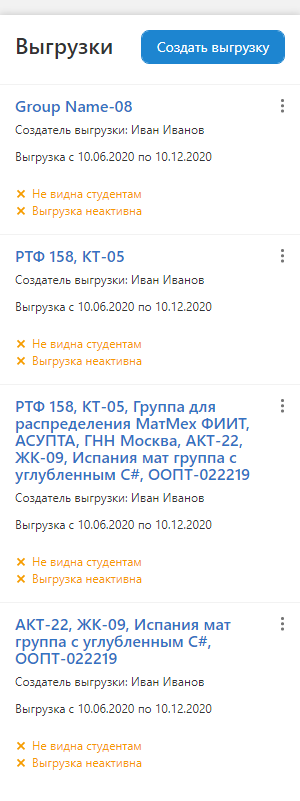 Выгрузки
Создать выгрузку
Group Name-08
Создатель выгрузки: Иван Иванов
Выгрузка с 10.06.2020 по 10.12.2020
Не видна студентам
Выгрузка неактивна
РТФ 158, КТ-05
Создатель выгрузки: Иван Иванов
Выгрузка с 10.06.2020 по 10.12.2020
Не видна студентам
Выгрузка неактивна
РТФ 158, КТ-05, Группа для
распределения МатМех ФИИТ,
АСУПТА, ГНН Москва, АКТ-22,
ЖК-09, Испания мат группа с
углубленным C#, ООПТ-022219
Создатель выгрузки: Иван Иванов
Выгрузка с 10.06.2020 по 10.12.2020
Не видна студентам
Выгрузка неактивна
АКТ-22, ЖК-09, Испания мат
группа с углубленным C#,
ООПТ-022219
Создатель выгрузки: Иван Иванов
Выгрузка с 10.06.2020 по 10.12.2020
Не видна студентам
Выгрузка неактивна